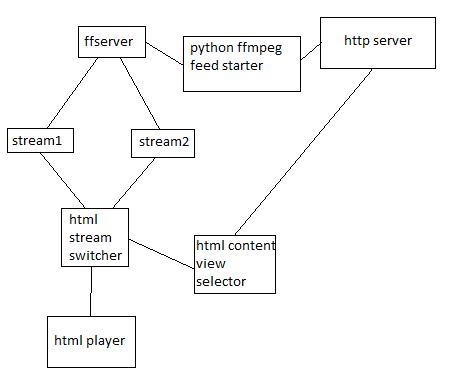 ffserver
python ffmpeg
feed starter
http server
stream1
stream2
html
stream
switcher
html content
view
selector
html player